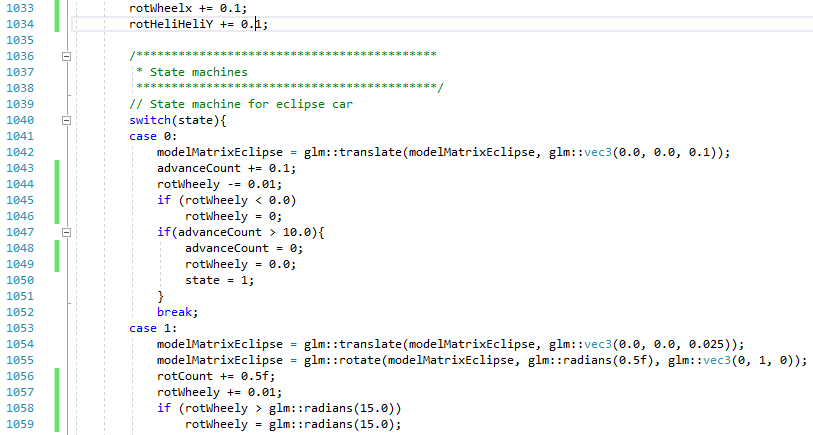 1033 rotWheelx += 0.1;
1034 rotHeliHeliY += 0.1;
1035
1036 /*******************************************
1037 * State machines
1038 *******************************************/
1039 // State machine for eclipse car
1040 switch(state){
1041 case 0:
1042 modelMatrixEclipse = glm::translate(modelMatrixEclipse, glm::vec3(0.0, 0.0, 0.1));
1043 advanceCount += 0.1;
1044 rotWheely -= 0.01;
1045 if (rotWheely < 0.0)
1046 rotWheely = 0;
1047 if(advanceCount > 10.0){
1048 advanceCount = 0;
1049 rotWheely = 0.0;
1050 state = 1;
1051 }
1052 break;
1053 case 1:
1054 modelMatrixEclipse = glm::translate(modelMatrixEclipse, glm::vec3(0.0, 0.0, 0.025));
1055 modelMatrixEclipse = glm::rotate(modelMatrixEclipse, glm::radians(0.5f), glm::vec3(0, 1, 0));
1056 rotCount += 0.5f;
1057 rotWheely += 0.01;
1058 if (rotWheely > glm::radians(15.0))
1059 rotWheely = glm::radians(15.0);